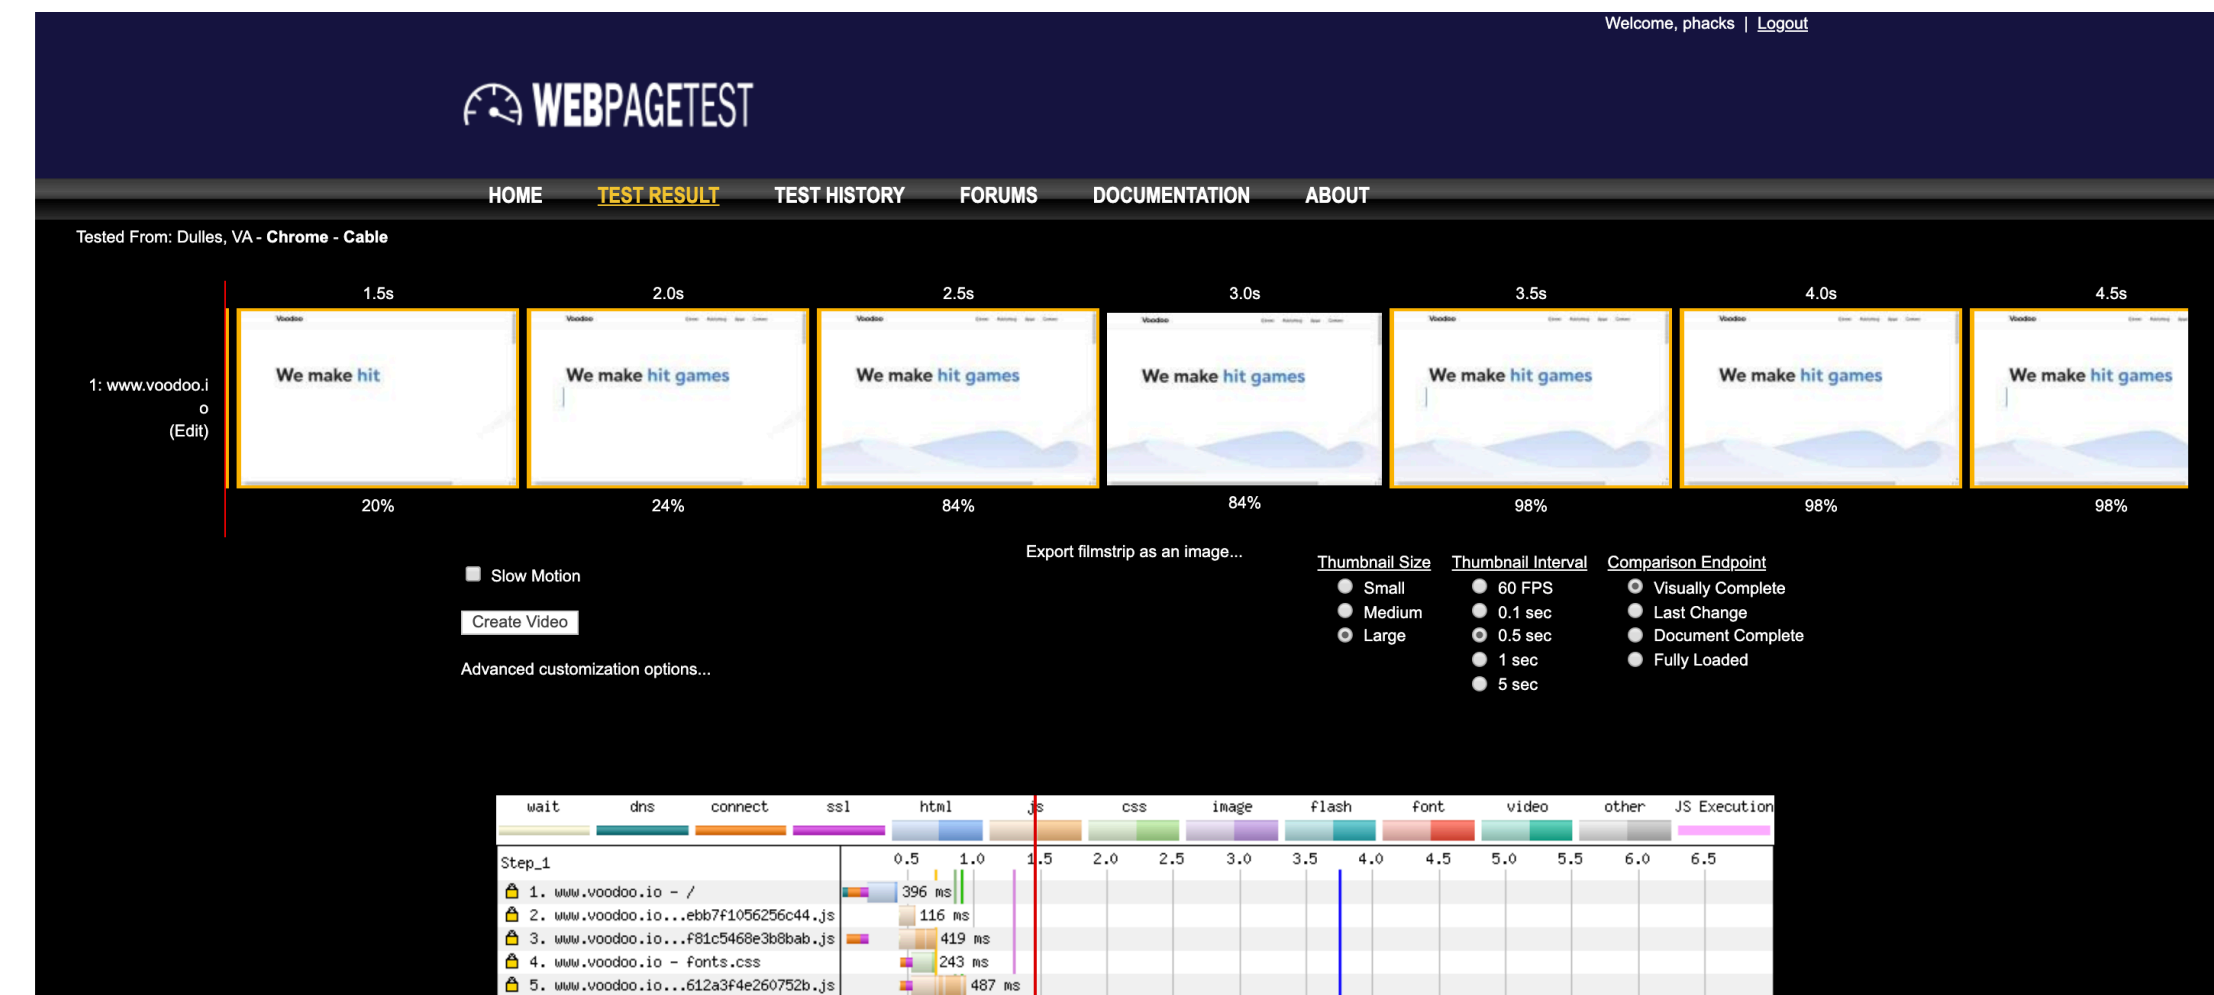 Welcome, phacks | Logout
WEBPAGETEST
HOME TEST RESULT TEST HISTORY FORUMS DOCUMENTATION ABOUT
Tested From: Dulles, VA - Chrome - Cable
1.5s 2.0s 2.5s 3.0s 3.5s 4.0s 4.5s
Voodoo Voodoo Voodoo Voodoo Voodoo Voodoo Voodoo
We make hit We make hit games We make hit games We make hit games We make hit games We make hit games We make hit games
1: www.voodoo.i
o
(Edit)
20% 24% 84% 84% 98% 98% 98%
Export filmstrip as an image...
Slow Motion
Create Video
Advanced customization options...
Thumbnail Size
Small
Medium
Large
Thumbnail Interval
60 FPS
0.1 sec
0.5 sec
1 sec
5 sec
Comparison Endpoint
Visually Complete
Last Change
Document Complete
Fully Loaded
wait dns connect ssl html js css image flash font video other JS Execution
Step_1 0.5 1.0 1.5 2.0 2.5 3.0 3.5 4.0 4.5 5.0 5.5 6.0 6.5
1. www.voodoo.io - / 396 ms
2. www.voodoo.io...ebb7f1056256c44.js 116 ms
3. www.voodoo.io...f81c5468e3b8bab.js 419 ms
4. www.voodoo.io - fonts.css 243 ms
5. www.voodoo.io...612a3f4e260752b.js 487 ms